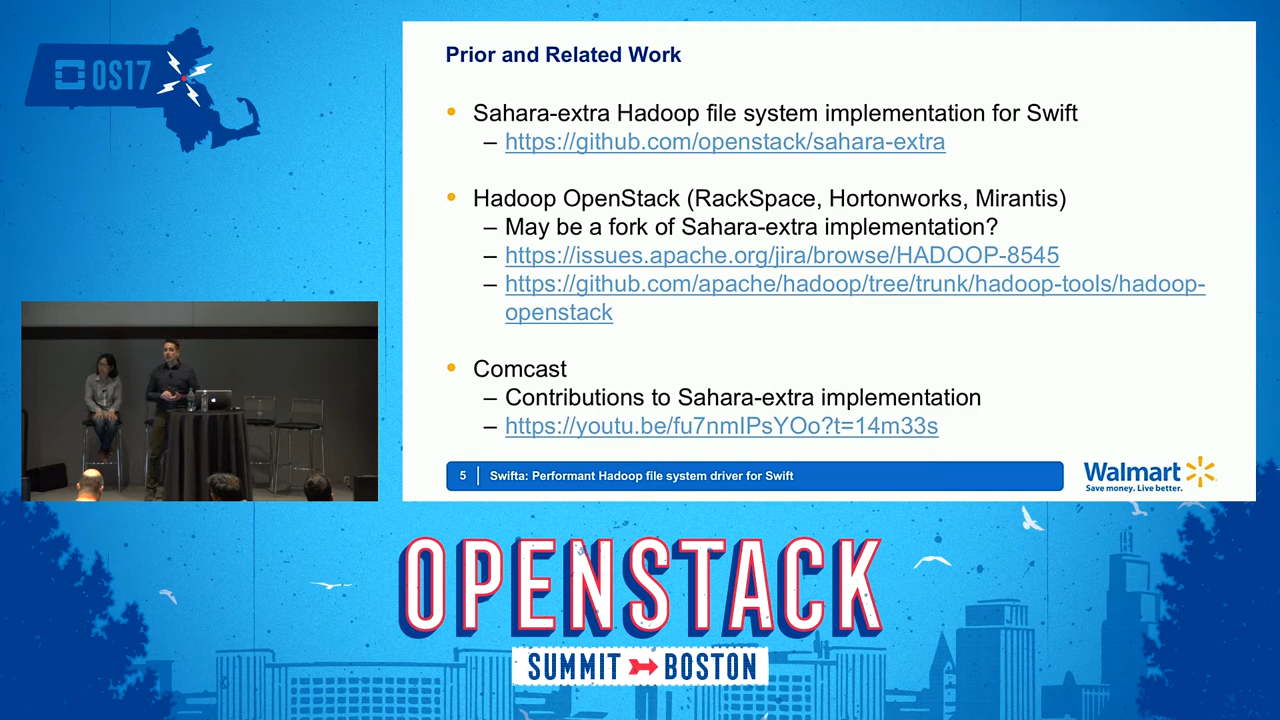 OS17
Prior and Related Work
• Sahara-extra Hadoop file system implementation for Swift
– https://github.com/openstack/sahara-extra
• Hadoop OpenStack (RackSpace, Hortonworks, Mirantis)
– May be a fork of Sahara-extra implementation?
– https://issues.apache.org/jira/browse/HADOOP-8545
– https://github.com/apache/hadoop/tree/trunk/hadoop-tools/hadoop-
openstack
• Comcast
– Contributions to Sahara-extra implementation
– https://youtu.be/fu7nmIPsYOo?t=14m33s
5 | Swifta: Performant Hadoop file system driver for Swift
Walmart
Save money. Live better.
OPENSTACK
SUMMIT BOSTON